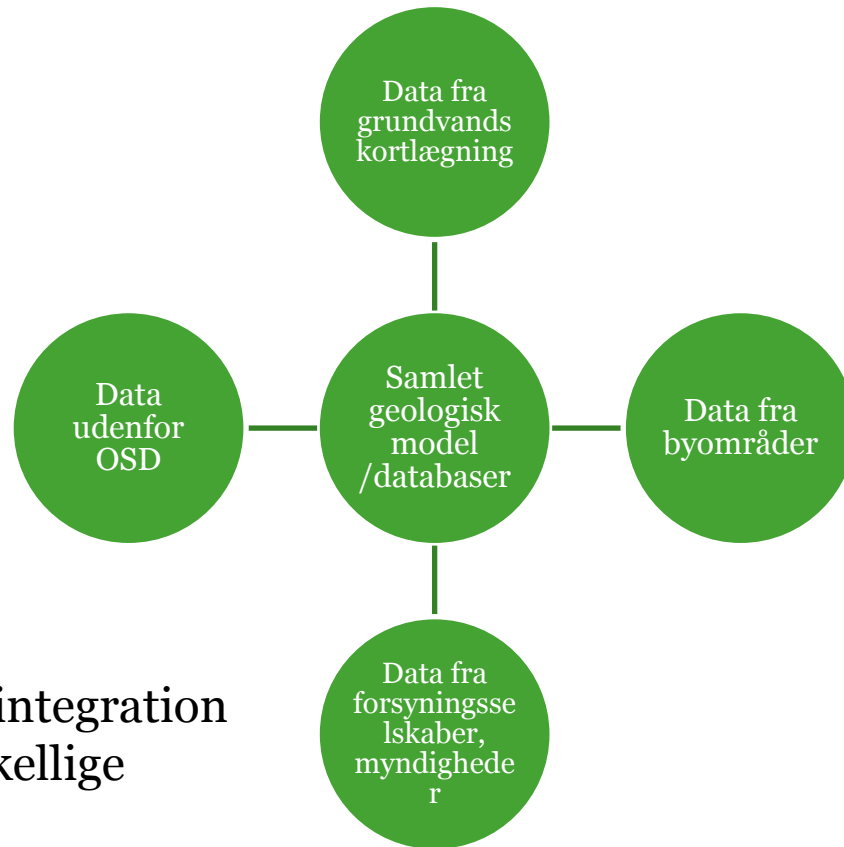 Data fra
grundvands
kortlægning
Data
udenfor
OSD
Samlet
geologisk
model
/databaser
Data fra
byområder
Data fra
forsyningsse
lskaber,
myndighede
r
integration
kellige